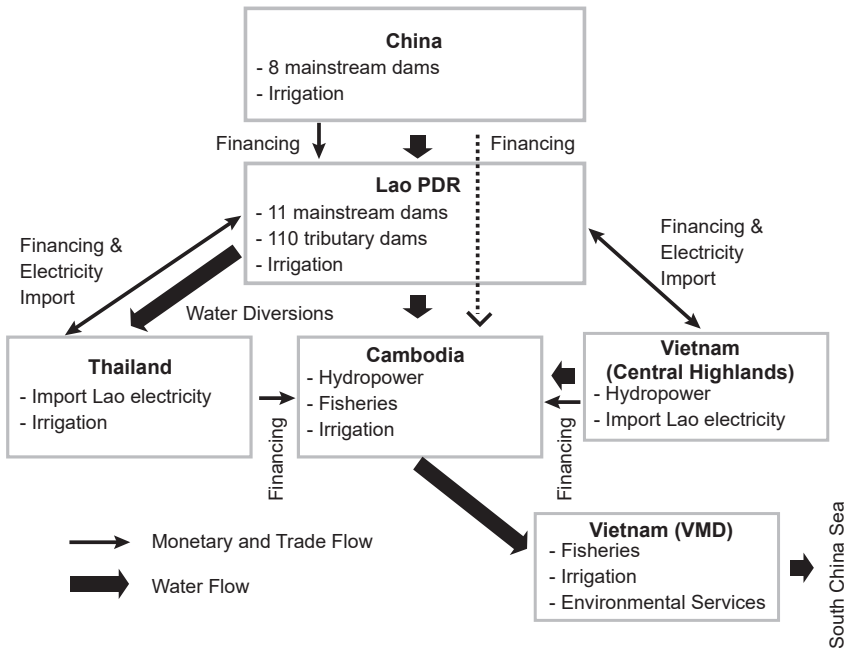 China
- 8 mainstream dams
- Irrigation
Financing
Financing
Lao PDR
- 11 mainstream dams
- 110 tributary dams
- Irrigation
Financing &
Electricity
Import
Financing &
Electricity
Import
Water Diversions
Thailand
- Import Lao electricity
- Irrigation
Financing
Cambodia
- Hydropower
- Fisheries
- Irrigation
Financing
Vietnam
(Central Highlands)
- Hydropower
- Import Lao electricity
Monetary and Trade Flow
Water Flow
Vietnam (VMD)
- Fisheries
- Irrigation
- Environmental Services
South China Sea